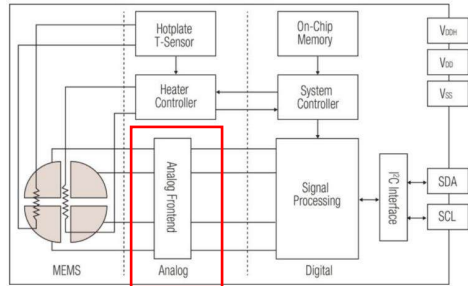 Hotplate
T-Sensor
On-Chip
Memory
VDDH
VDD
VSS
Heater
Controller
System
Controller
Analog Frontend
Signal
Processing
I²C Interface
SDA
SCL
MEMS
Analog
Digital